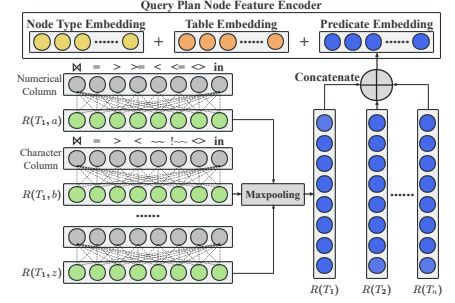 Query Plan Node Feature Encoder
Node Type Embedding + Table Embedding + Predicate Embedding
⋈ = > >= < <= <> in
Numerical Column
Concatenate
R(T₁, a)
⋈ = > < ~~ !~~ <> in
Character Column
R(T₁, b)
Maxpooling
R(T₁, z)
R(T₁) R(T₂) R(Tₙ)